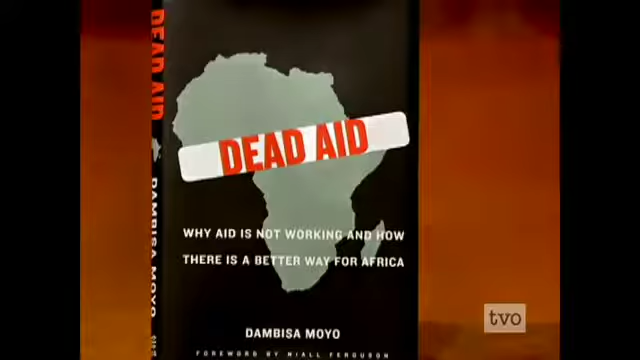 DEAD AID
DAMBISA MOYO
DEAD AID
WHY AID IS NOT WORKING AND HOW
THERE IS A BETTER WAY FOR AFRICA
DAMBISA MOYO
FOREWORD BY NIALL FERGUSON
tvo